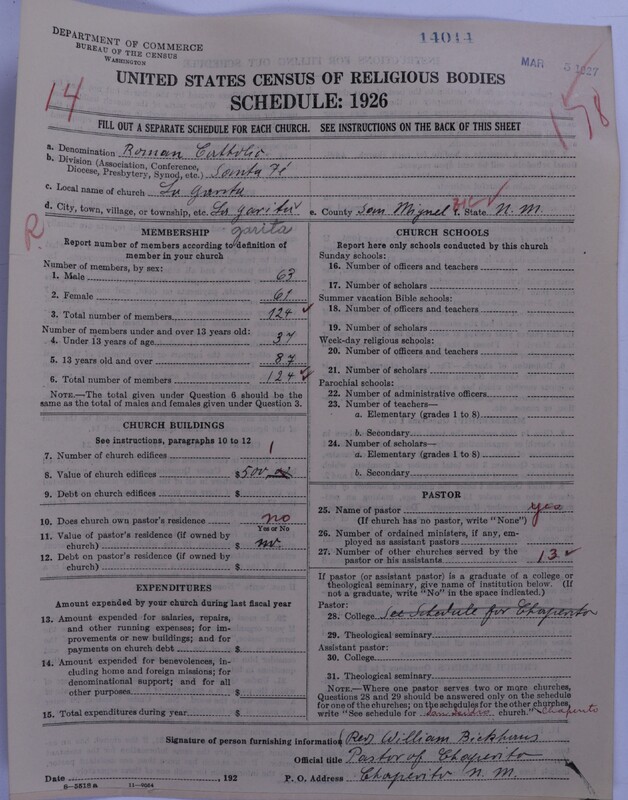 DEPARTMENT OF COMMERCE
BUREAU OF THE CENSUS
WASHINGTON
14044
MAR 3 1927
UNITED STATES CENSUS OF RELIGIOUS BODIES
SCHEDULE: 1926
14
178
FILL OUT A SEPARATE SCHEDULE FOR EACH CHURCH. SEE INSTRUCTIONS ON THE BACK OF THIS SHEET
a. Denomination Roman Catholic
b. Division (Association, Conference, Diocese, Presbytery, Synod, etc.) Santa Fé
c. Local name of church La Garita
d. City, town, village, or township, etc. La garita e. County San Miguel f. State N. M.
garita
R.
MEMBERSHIP
Report number of members according to definition of
member in your church
Number of members, by sex:
1. Male 63
2. Female 61
3. Total number of members 124
Number of members under and over 13 years old:
4. Under 13 years of age 37
5. 13 years old and over 87
6. Total number of members 124
NOTE.—The total given under Question 6 should be
same as the total of males and females given under Question 3.
CHURCH BUILDINGS
See instructions, paragraphs 10 to 12
7. Number of church edifices 1
8. Value of church edifices $500
9. Debt on church edifices $
10. Does church own pastor's residence no
Yes or No
11. Value of pastor's residence (if owned by
church) $ no.
12. Debt on pastor's residence (if owned by
church) $
EXPENDITURES
Amount expended by your church during last fiscal year
13. Amount expended for salaries, repairs,
and other running expenses; for im-
provements or new buildings; and for
payments on church debt $
14. Amount expended for benevolences, in-
cluding home and foreign missions; for
denominational support; and for all
other purposes $
15. Total expenditures during year $
CHURCH SCHOOLS
Report here only schools conducted by this church
Sunday schools:
16. Number of officers and teachers
17. Number of scholars
Summer vacation Bible schools:
18. Number of officers and teachers
19. Number of scholars
Week-day religious schools:
20. Number of officers and teachers
21. Number of scholars
Parochial schools:
22. Number of administrative officers
23. Number of teachers—
a. Elementary (grades 1 to 8)
b. Secondary
24. Number of scholars—
a. Elementary (grades 1 to 8)
b. Secondary
PASTOR
25. Name of pastor yes
(If church has no pastor, write "None")
26. Number of ordained ministers, if any, em-
ployed as assistant pastors
27. Number of other churches served by the
pastor or his assistants 13
If pastor (or assistant pastor) is a graduate of a college or
theological seminary, give name of institution below. (If
not a graduate, write "No" in the space indicated.)
Pastor:
28. College See Schedule for Chaperito
29. Theological seminary
Assistant pastor:
30. College
31. Theological seminary
NOTE.—Where one pastor serves two or more churches,
Questions 28 and 29 should be answered only on the schedule
for one of the churches; on the schedules for the other churches,
write "See schedule for San Isidro church." Chaperito
Signature of person furnishing information Rev William Bickhaus
Official title Pastor of Chaperito
Date 192 P. O. Address Chaperito N. M.
11—9054